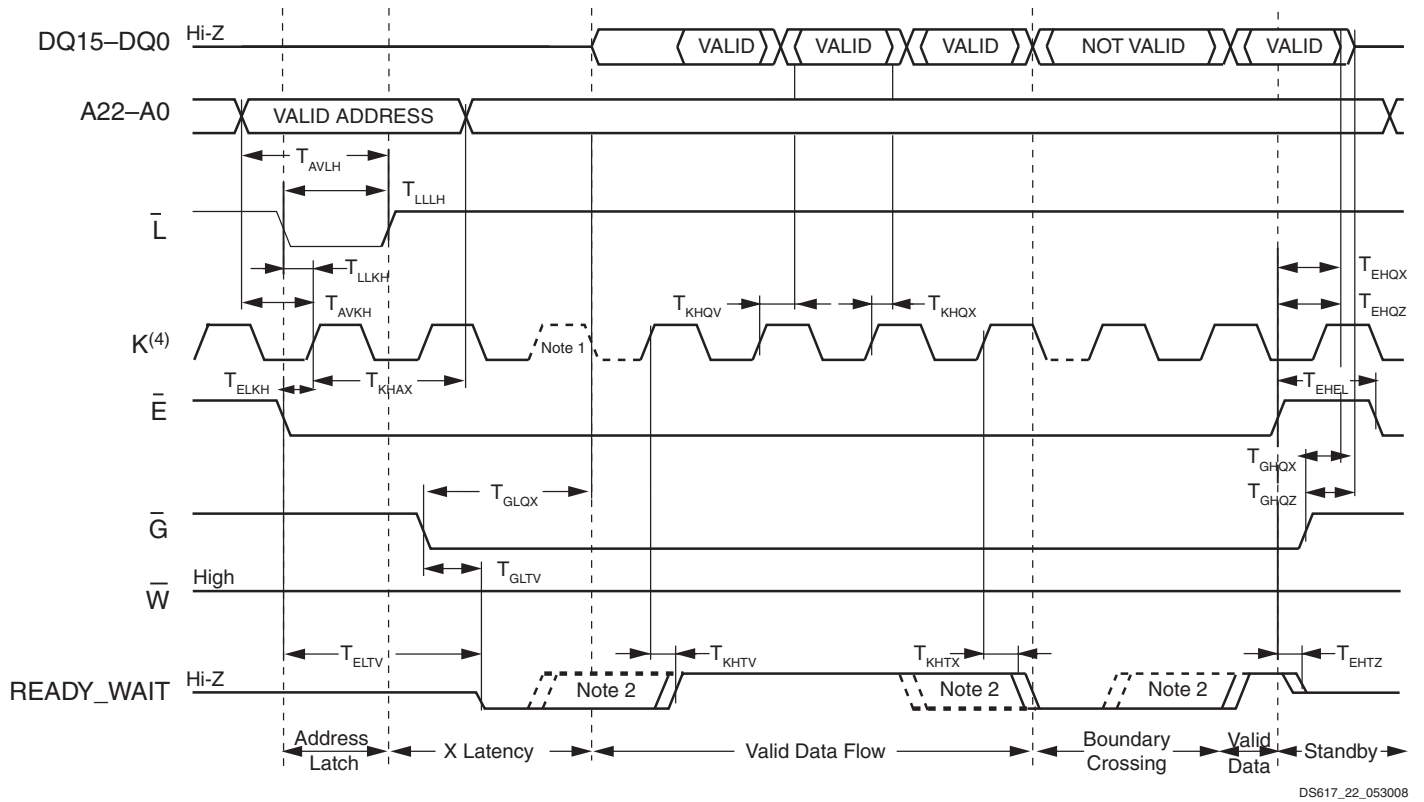 DQ15–DQ0 Hi-Z VALID VALID VALID NOT VALID VALID
A22–A0 VALID ADDRESS
TAVLH
TLLLH
L̅
TLLKH
TEHQX
TAVKH TKHQV TKHQX TEHQZ
K(4) Note 1
TELKH TKHAX TEHEL
E̅
TGHQX
TGLQX TGHQZ
G̅
TGLTV
W̅ High
TELTV TKHTV TKHTX TEHTZ
READY_WAIT Hi-Z Note 2 Note 2 Note 2
Address Latch X Latency Valid Data Flow Boundary Crossing Valid Data Standby
DS617_22_053008